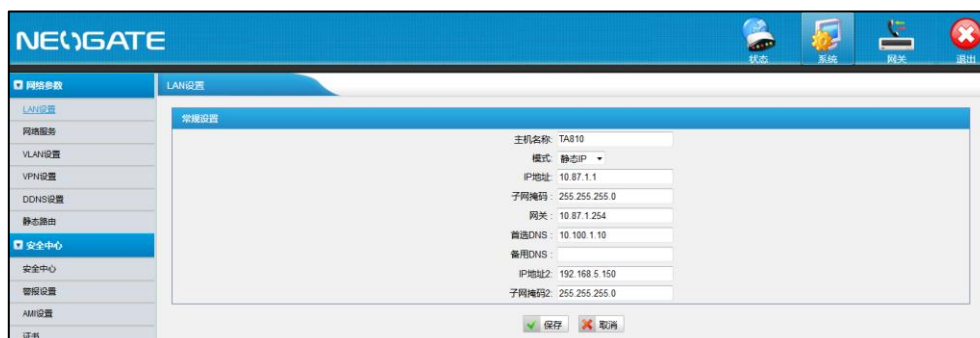 NEOGATE
状态
系统
网关
退出
网络参数
LAN设置
网络服务
VLAN设置
VPN设置
DDNS设置
静态路由
安全中心
安全中心
警报设置
AMI设置
证书
LAN设置
常规设置
主机名称: TA810
模式: 静态IP
IP地址: 10.87.1.1
子网掩码: 255.255.255.0
网关: 10.87.1.254
首选DNS: 10.100.1.10
备用DNS:
IP地址2: 192.168.5.150
子网掩码2: 255.255.255.0
保存 取消